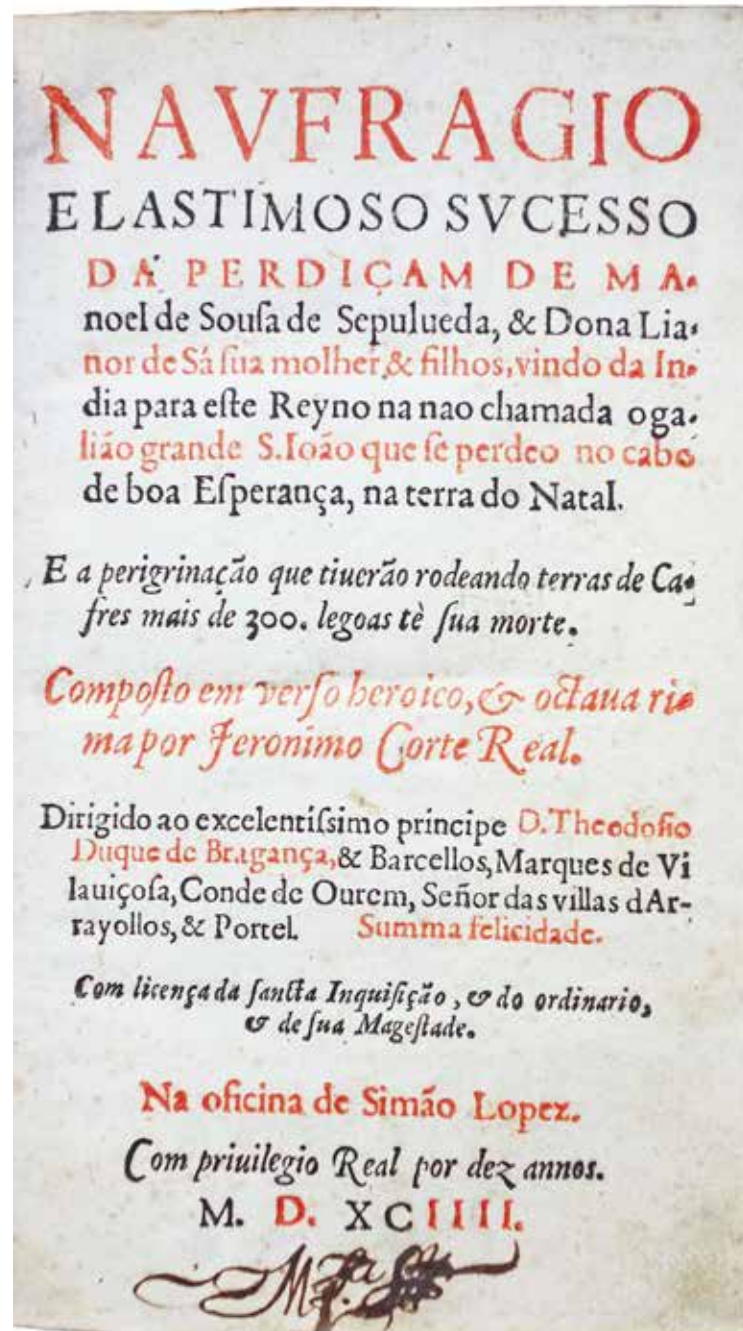 NAVFRAGIO
E LASTIMOSO SVCESSO
DA PERDIÇAM DE MA-
noel de Souſa de Sepulueda, & Dona Lia-
nor de Sá ſua molher, & filhos, vindo da In-
dia para eſte Reyno na nao chamada o ga-
lião grande S. Ioão que ſe perdeo no cabo
de boa Eſperança, na terra do Natal.
E a perigrinação que tiuerão rodeando terras de Ca-
fres mais de 300. legoas tè ſua morte.
Compoſto em verſo heroico, & octaua ri-
ma por Jeronimo Corte Real.
Dirigido ao excelentiſsimo principe D. Theodoſio
Duque de Bragança, & Barcellos, Marques de Vi
lauiçoſa, Conde de Ourem, Señor das villas dAr-
rayollos, & Portel. Summa felicidade.
Com licença da ſancta Inquiſição, & do ordinario,
& de ſua Mageſtade.
Na oficina de Simão Lopez.
Com priuilegio Real por dez annos.
M. D. XCIIII.